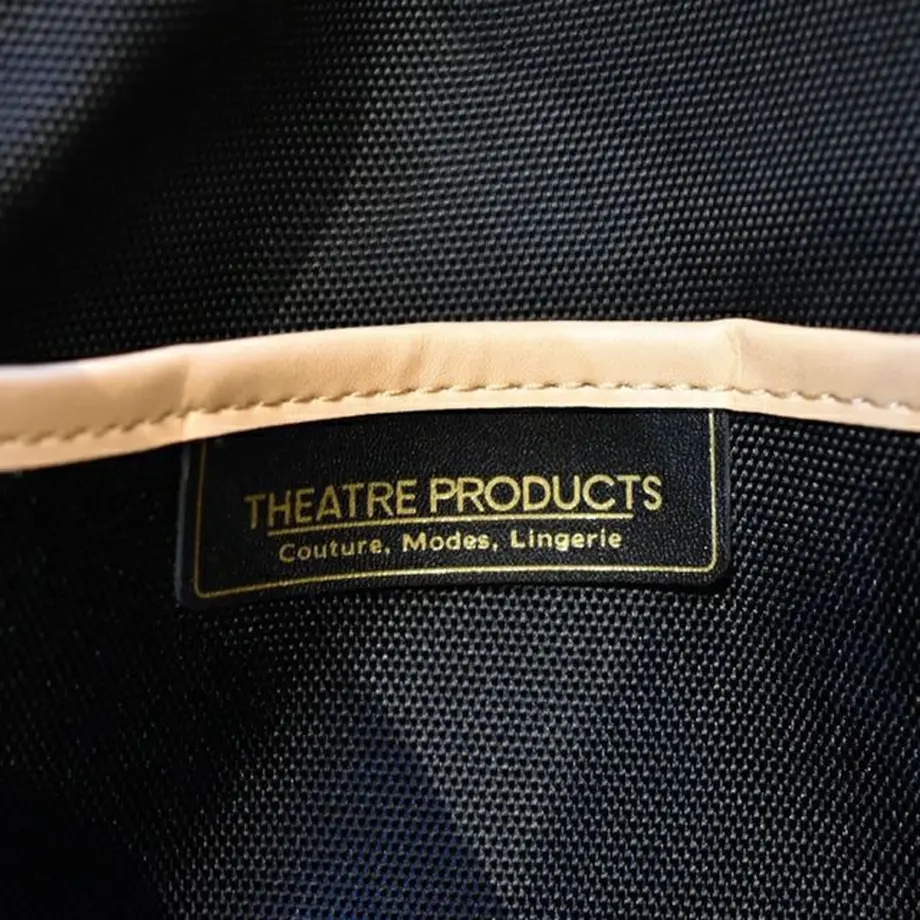 THEATRE PRODUCTS
Couture, Modes, Lingerie